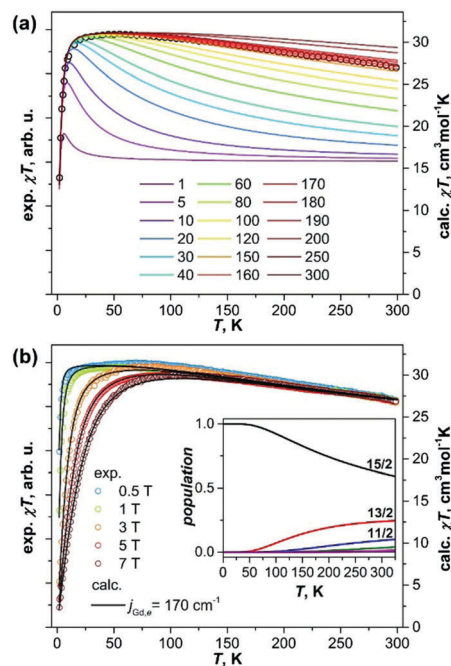 (a)
exp. χT, arb. u.
calc. χT, cm³mol⁻¹K
30
25
20
15
10
5
0
1 60 170
5 80 180
10 100 190
20 120 200
30 150 250
40 160 300
0 50 100 150 200 250 300
T, K
(b)
exp. χT, arb. u.
calc. χT, cm³mol⁻¹K
30
25
20
15
10
5
0
exp.
0.5 T
1 T
3 T
5 T
7 T
calc.
j_Gd,e = 170 cm⁻¹
population
1.0
0.5
0.0
15/2
13/2
11/2
0 50 100 150 200 250 300
T, K
0 50 100 150 200 250 300
T, K